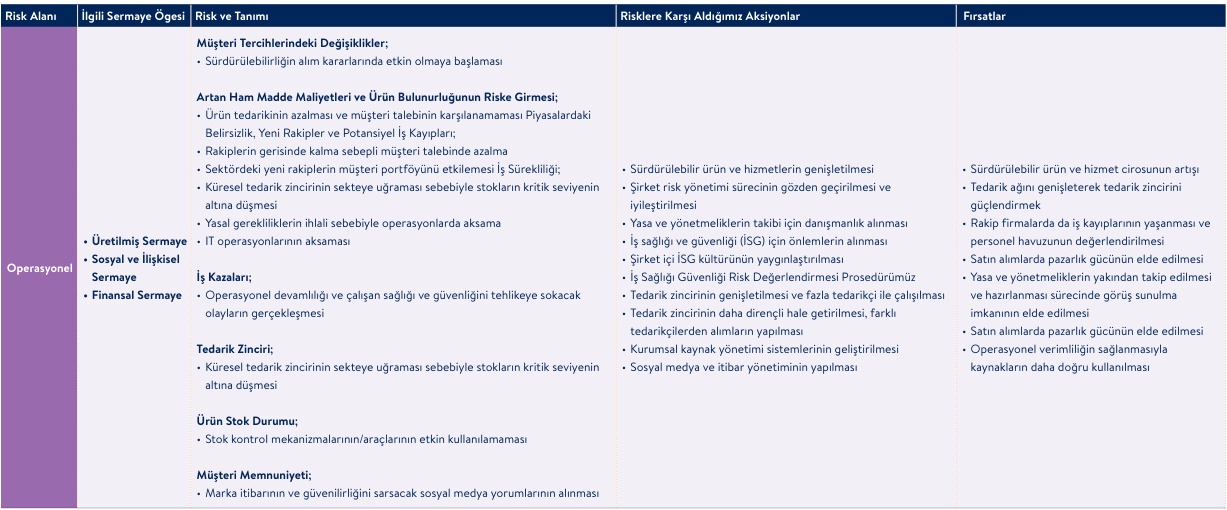 Risk Alanı
İlgili Sermaye Ögesi
Risk ve Tanımı
Risklere Karşı Aldığımız Aksiyonlar
Fırsatlar
Operasyonel
• Üretilmiş Sermaye
• Sosyal ve İlişkisel
Sermaye
• Finansal Sermaye
Müşteri Tercihlerindeki Değişiklikler;
• Sürdürülebilirliğin alım kararlarında etkin olmaya başlaması
Artan Ham Madde Maliyetleri ve Ürün Bulunurluğunun Riske Girmesi;
• Ürün tedarikinin azalması ve müşteri talebinin karşılanamaması Piyasalardaki
Belirsizlik, Yeni Rakipler ve Potansiyel İş Kayıpları;
• Rakiplerin gerisinde kalma sebepli müşteri talebinde azalma
• Sektördeki yeni rakiplerin müşteri portföyünü etkilemesi İş Sürekliliği;
• Küresel tedarik zincirinin sekteye uğraması sebebiyle stokların kritik seviyenin
altına düşmesi
• Yasal gerekliliklerin ihlali sebebiyle operasyonlarda aksama
• IT operasyonlarının aksaması
İş Kazaları;
• Operasyonel devamlılığı ve çalışan sağlığı ve güvenliğini tehlikeye sokacak
olayların gerçekleşmesi
Tedarik Zinciri;
• Küresel tedarik zincirinin sekteye uğraması sebebiyle stokların kritik seviyenin
altına düşmesi
Ürün Stok Durumu;
• Stok kontrol mekanizmalarının/araçlarının etkin kullanılamaması
Müşteri Memnuniyeti;
• Marka itibarının ve güvenilirliğini sarsacak sosyal medya yorumlarının alınması
• Sürdürülebilir ürün ve hizmetlerin genişletilmesi
• Şirket risk yönetimi sürecinin gözden geçirilmesi ve
iyileştirilmesi
• Yasa ve yönetmeliklerin takibi için danışmanlık alınması
• İş sağlığı ve güvenliği (İSG) için önlemlerin alınması
• Şirket içi İSG kültürünün yaygınlaştırılması
• İş Sağlığı Güvenliği Risk Değerlendirmesi Prosedürümüz
• Tedarik zincirinin genişletilmesi ve fazla tedarikçi ile çalışılması
• Tedarik zincirinin daha dirençli hale getirilmesi, farklı
tedarikçilerden alımların yapılması
• Kurumsal kaynak yönetimi sistemlerinin geliştirilmesi
• Sosyal medya ve itibar yönetiminin yapılması
• Sürdürülebilir ürün ve hizmet cirosunun artışı
• Tedarik ağını genişleterek tedarik zincirini
güçlendirmek
• Rakip firmalarda da iş kayıplarının yaşanması ve
personel havuzunun değerlendirilmesi
• Satın alımlarda pazarlık gücünün elde edilmesi
• Yasa ve yönetmeliklerin yakından takip edilmesi
ve hazırlanması sürecinde görüş sunulma
imkanının elde edilmesi
• Satın alımlarda pazarlık gücünün elde edilmesi
• Operasyonel verimliliğin sağlanmasıyla
kaynakların daha doğru kullanılması